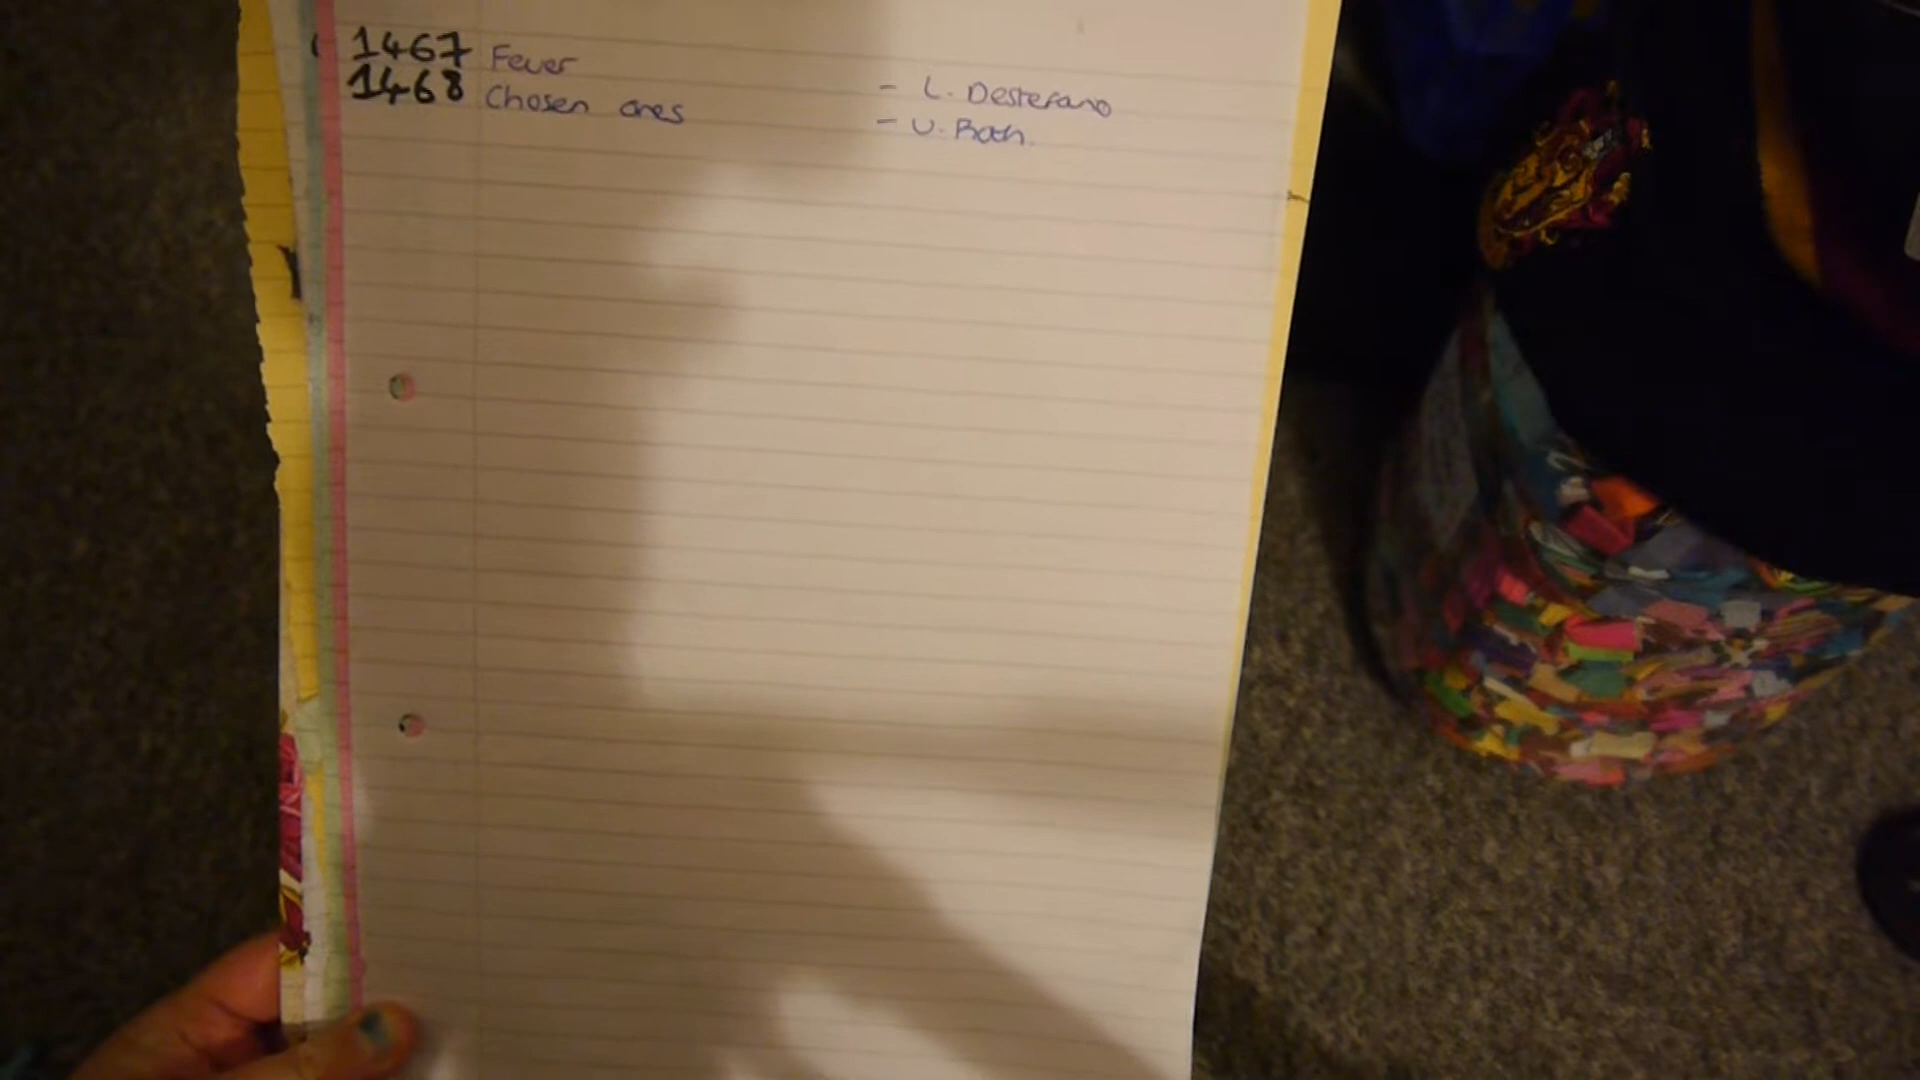 1467 Fever - L. Destefano
1468 Chosen ones - V. Roth.